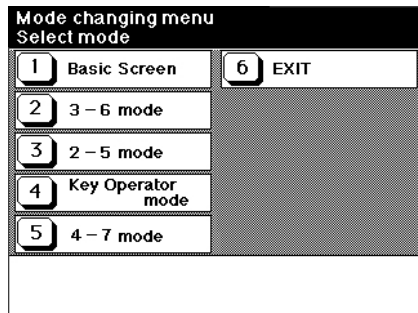 Mode changing menu
Select mode
1 Basic Screen
2 3 – 6 mode
3 2 – 5 mode
4 Key Operator
mode
5 4 – 7 mode
6 EXIT